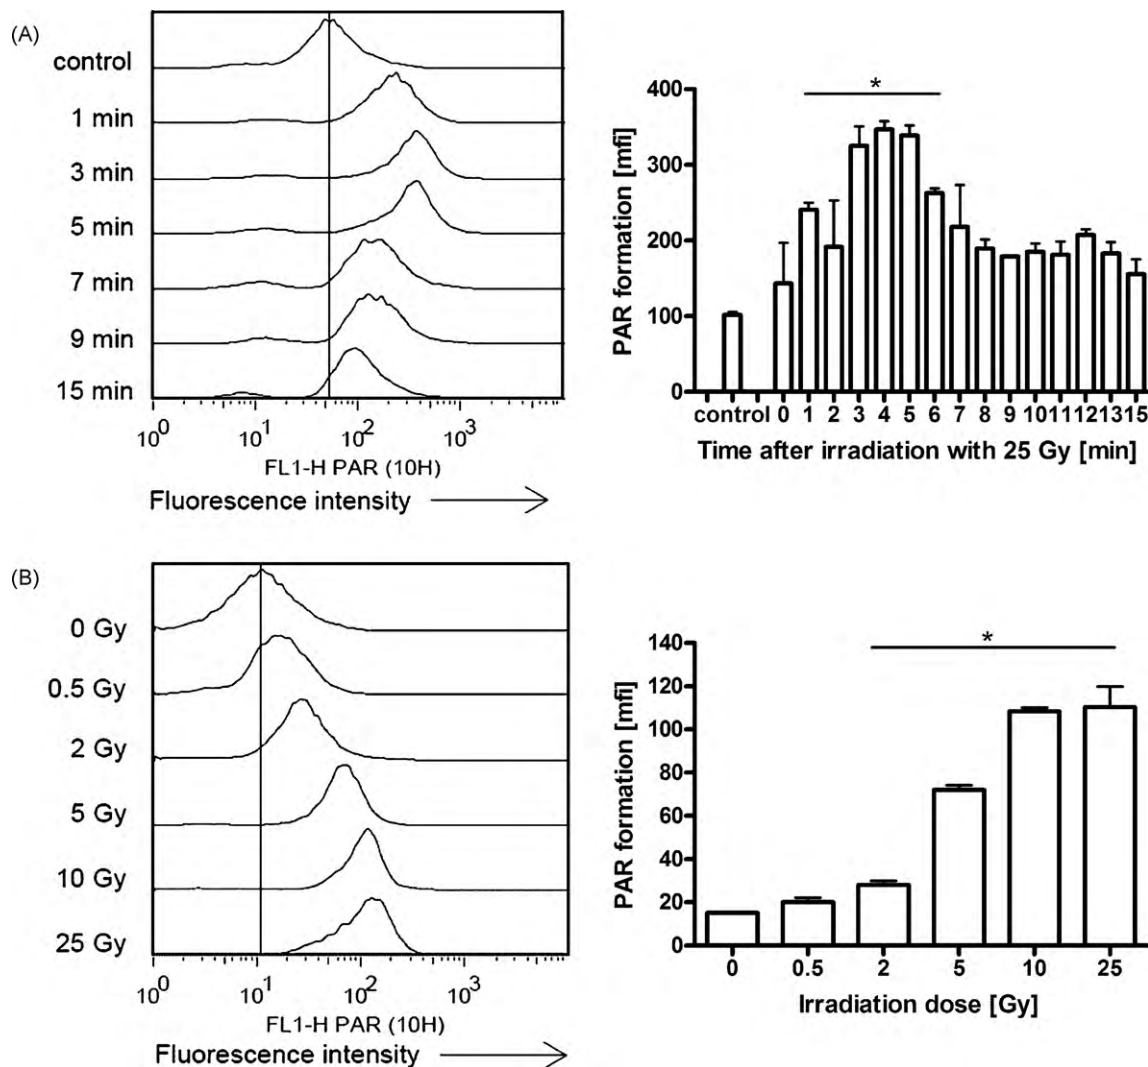 (A)
control
1 min
3 min
5 min
7 min
9 min
15 min
10^0 10^1 10^2 10^3
FL1-H PAR (10H)
Fluorescence intensity
*
PAR formation [mfi]
400
300
200
100
0
control 0 1 2 3 4 5 6 7 8 9 10 11 12 13 15
Time after irradiation with 25 Gy [min]
(B)
0 Gy
0.5 Gy
2 Gy
5 Gy
10 Gy
25 Gy
10^0 10^1 10^2 10^3
FL1-H PAR (10H)
Fluorescence intensity
*
PAR formation [mfi]
140
120
100
80
60
40
20
0
0 0.5 2 5 10 25
Irradiation dose [Gy]